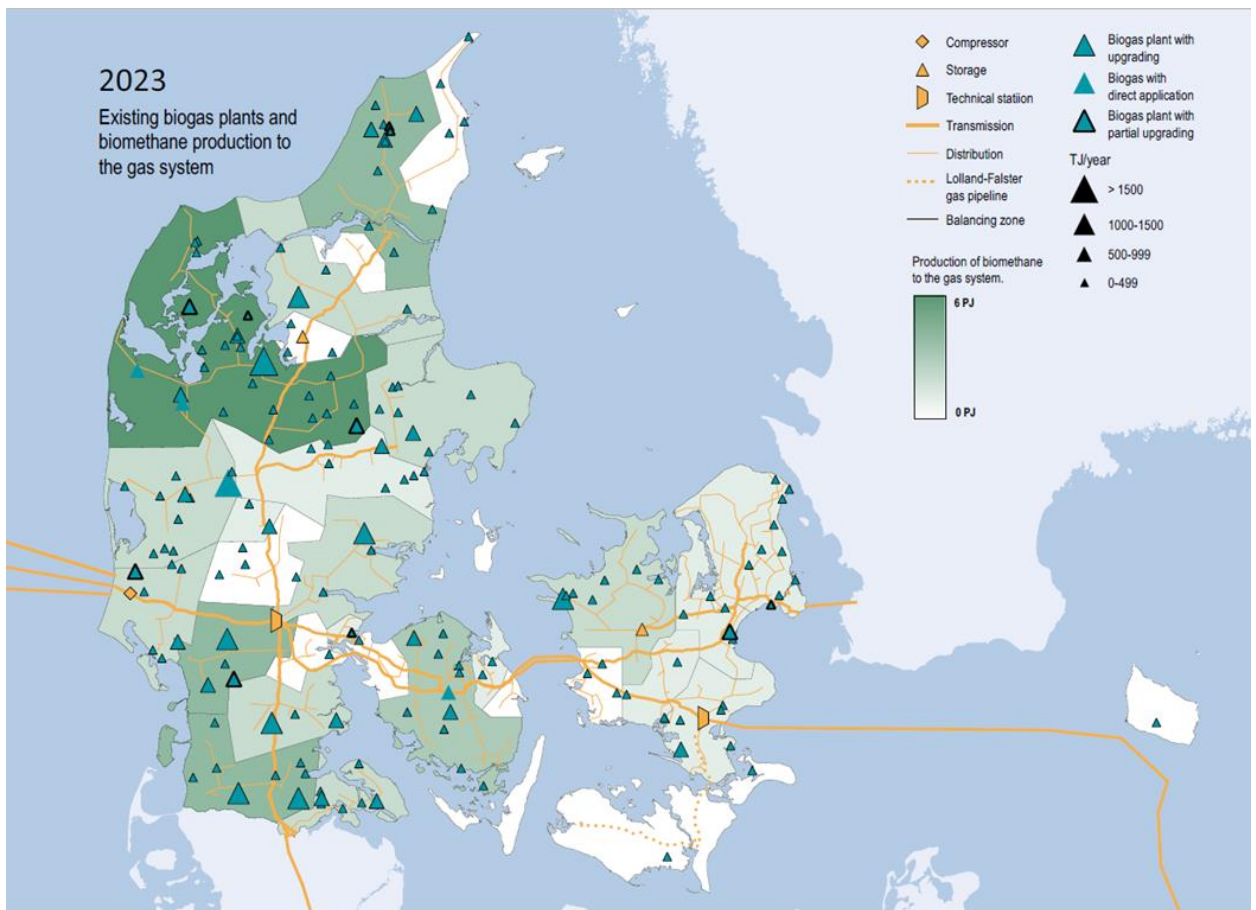 2023
Existing biogas plants and
biomethane production to
the gas system
Compressor
Storage
Technical statiion
Transmission
Distribution
Lolland-Falster
gas pipeline
Balancing zone
Production of biomethane
to the gas system.
6 PJ
0 PJ
Biogas plant with
upgrading
Biogas with
direct application
Biogas plant with
partial upgrading
TJ/year
> 1500
1000-1500
500-999
0-499